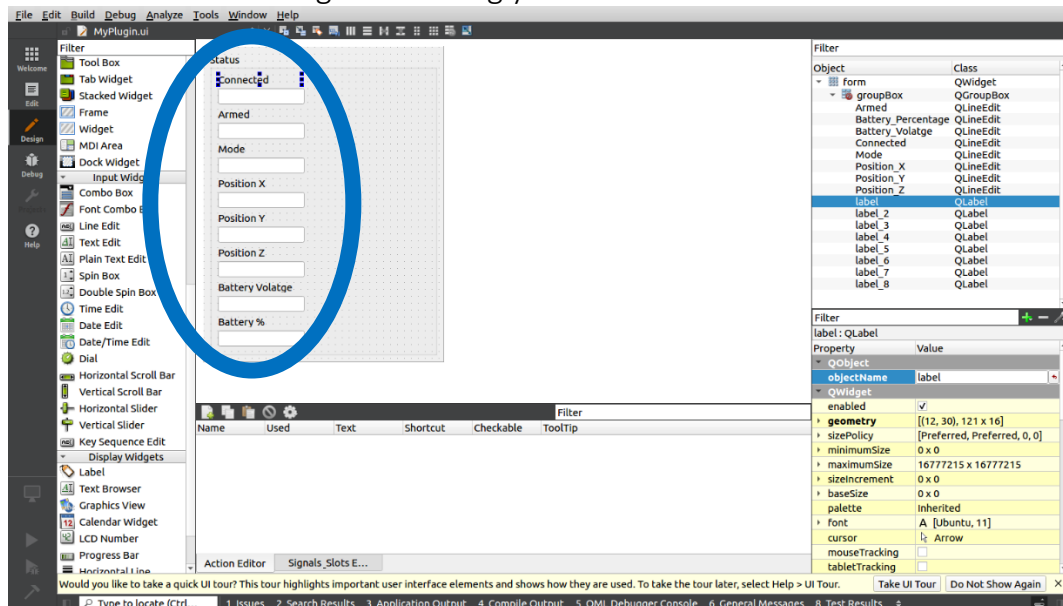 File Edit Build Debug Analyze Tools Window Help
MyPlugin.ui
Welcome
Edit
Design
Debug
Help
Filter
Tool Box
Tab Widget
Stacked Widget
Frame
Widget
MDI Area
Dock Widget
Input Widg
Combo Box
Font Combo B
Line Edit
Text Edit
Plain Text Edit
Spin Box
Double Spin Box
Time Edit
Date Edit
Date/Time Edit
Dial
Horizontal Scroll Bar
Vertical Scroll Bar
Horizontal Slider
Vertical Slider
Key Sequence Edit
Display Widgets
Label
Text Browser
Graphics View
Calendar Widget
LCD Number
Progress Bar
Horizontal Line
Status
Connected
Armed
Mode
Position X
Position Y
Position Z
Battery Volatge
Battery %
Filter
Name Used Text Shortcut Checkable ToolTip
Action Editor Signals_Slots E...
Filter
Object Class
form QWidget
groupBox QGroupBox
Armed QLineEdit
Battery_Percentage QLineEdit
Battery_Volatge QLineEdit
Connected QLineEdit
Mode QLineEdit
Position_X QLineEdit
Position_Y QLineEdit
Position_Z QLineEdit
label QLabel
label_2 QLabel
label_3 QLabel
label_4 QLabel
label_5 QLabel
label_6 QLabel
label_7 QLabel
label_8 QLabel
Filter
label : QLabel
Property Value
QObject
objectName label
QWidget
enabled
geometry [(12, 30), 121 x 16]
sizePolicy [Preferred, Preferred, 0, 0]
minimumSize 0 x 0
maximumSize 16777215 x 16777215
sizeIncrement 0 x 0
baseSize 0 x 0
palette Inherited
font A [Ubuntu, 11]
cursor Arrow
mouseTracking
tabletTracking
Would you like to take a quick UI tour? This tour highlights important user interface elements and shows how they are used. To take the tour later, select Help > UI Tour. Take UI Tour Do Not Show Again
Type to locate (Ctrl... 1 Issues 2 Search Results 3 Application Output 4 Compile Output 5 QML Debugger Console 6 General Messages 8 Test Results